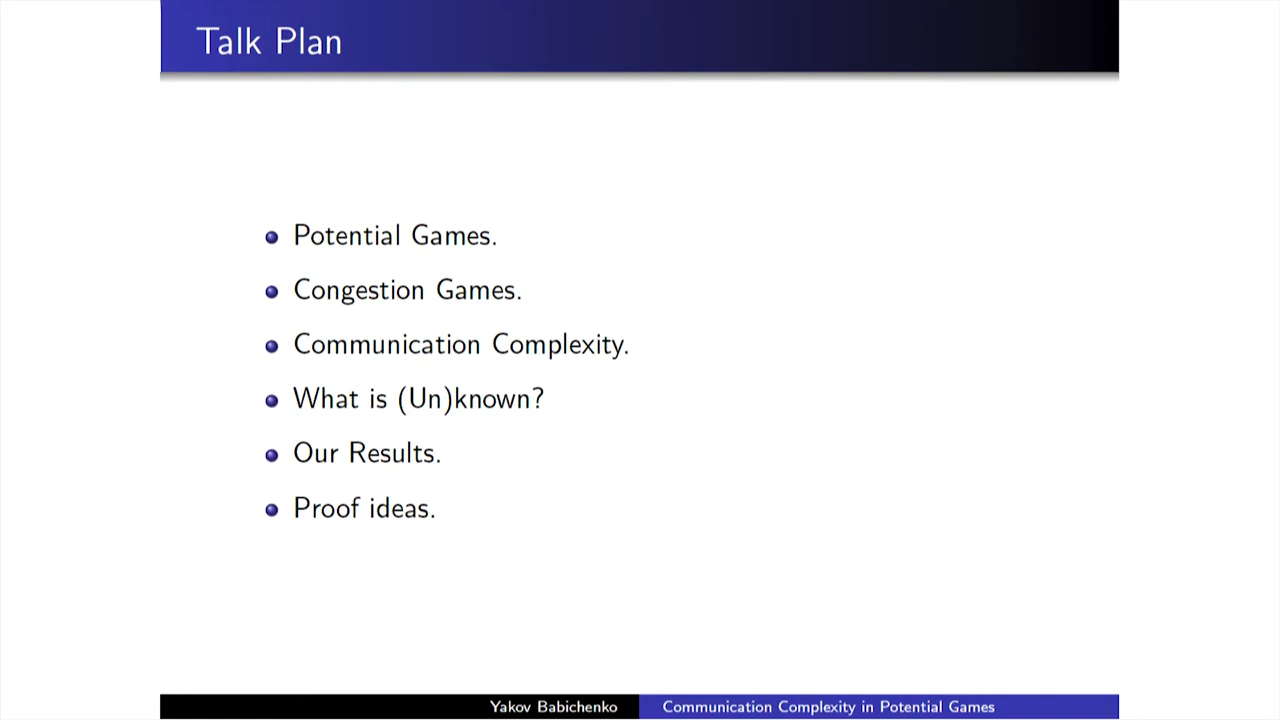 Talk Plan
Potential Games.
Congestion Games.
Communication Complexity.
What is (Un)known?
Our Results.
Proof ideas.
Yakov Babichenko
Communication Complexity in Potential Games